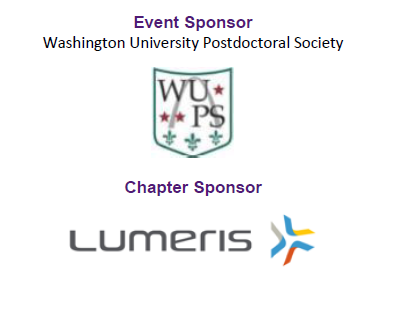 Event Sponsor
Washington University Postdoctoral Society
WU
PS
Chapter Sponsor
LUMERIS